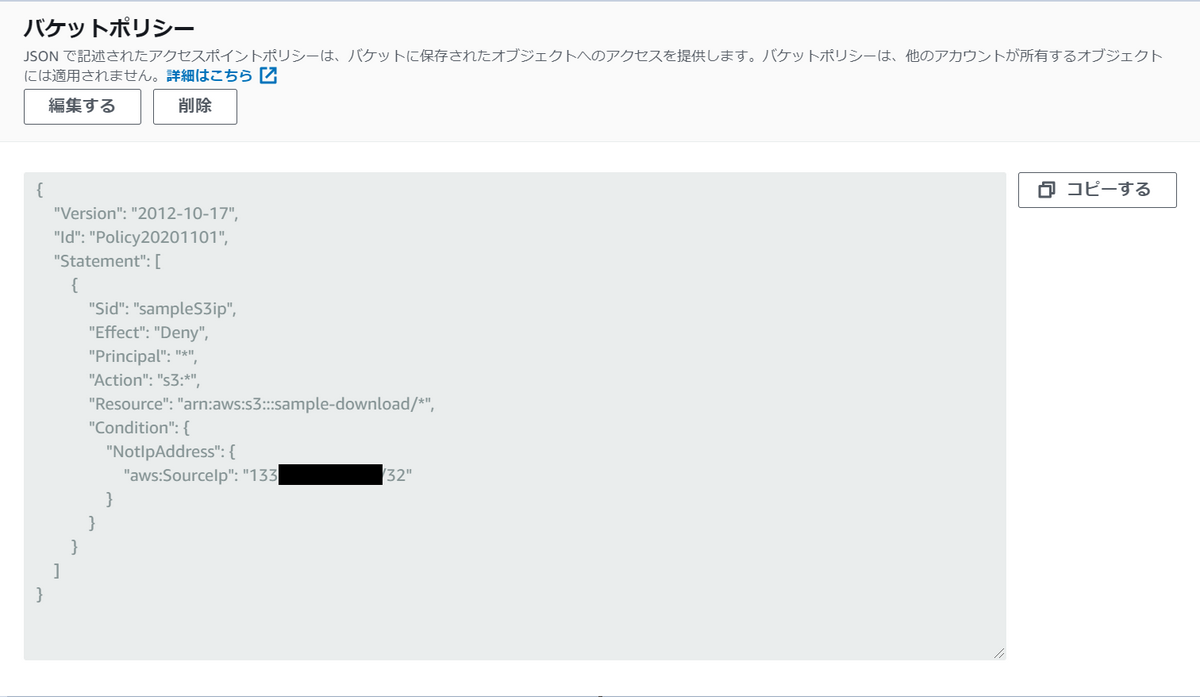 バケットポリシー
JSON で記述されたアクセスポイントポリシーは、バケットに保存されたオブジェクトへのアクセスを提供します。バケットポリシーは、他のアカウントが所有するオブジェクト
には適用されません。詳細はこちら
編集する 削除
コピーする
{
"Version": "2012-10-17",
"Id": "Policy20201101",
"Statement": [
{
"Sid": "sampleS3ip",
"Effect": "Deny",
"Principal": "*",
"Action": "s3:*",
"Resource": "arn:aws:s3:::sample-download/*",
"Condition": {
"NotIpAddress": {
"aws:SourceIp": "133 /32"
}
}
}
]
}